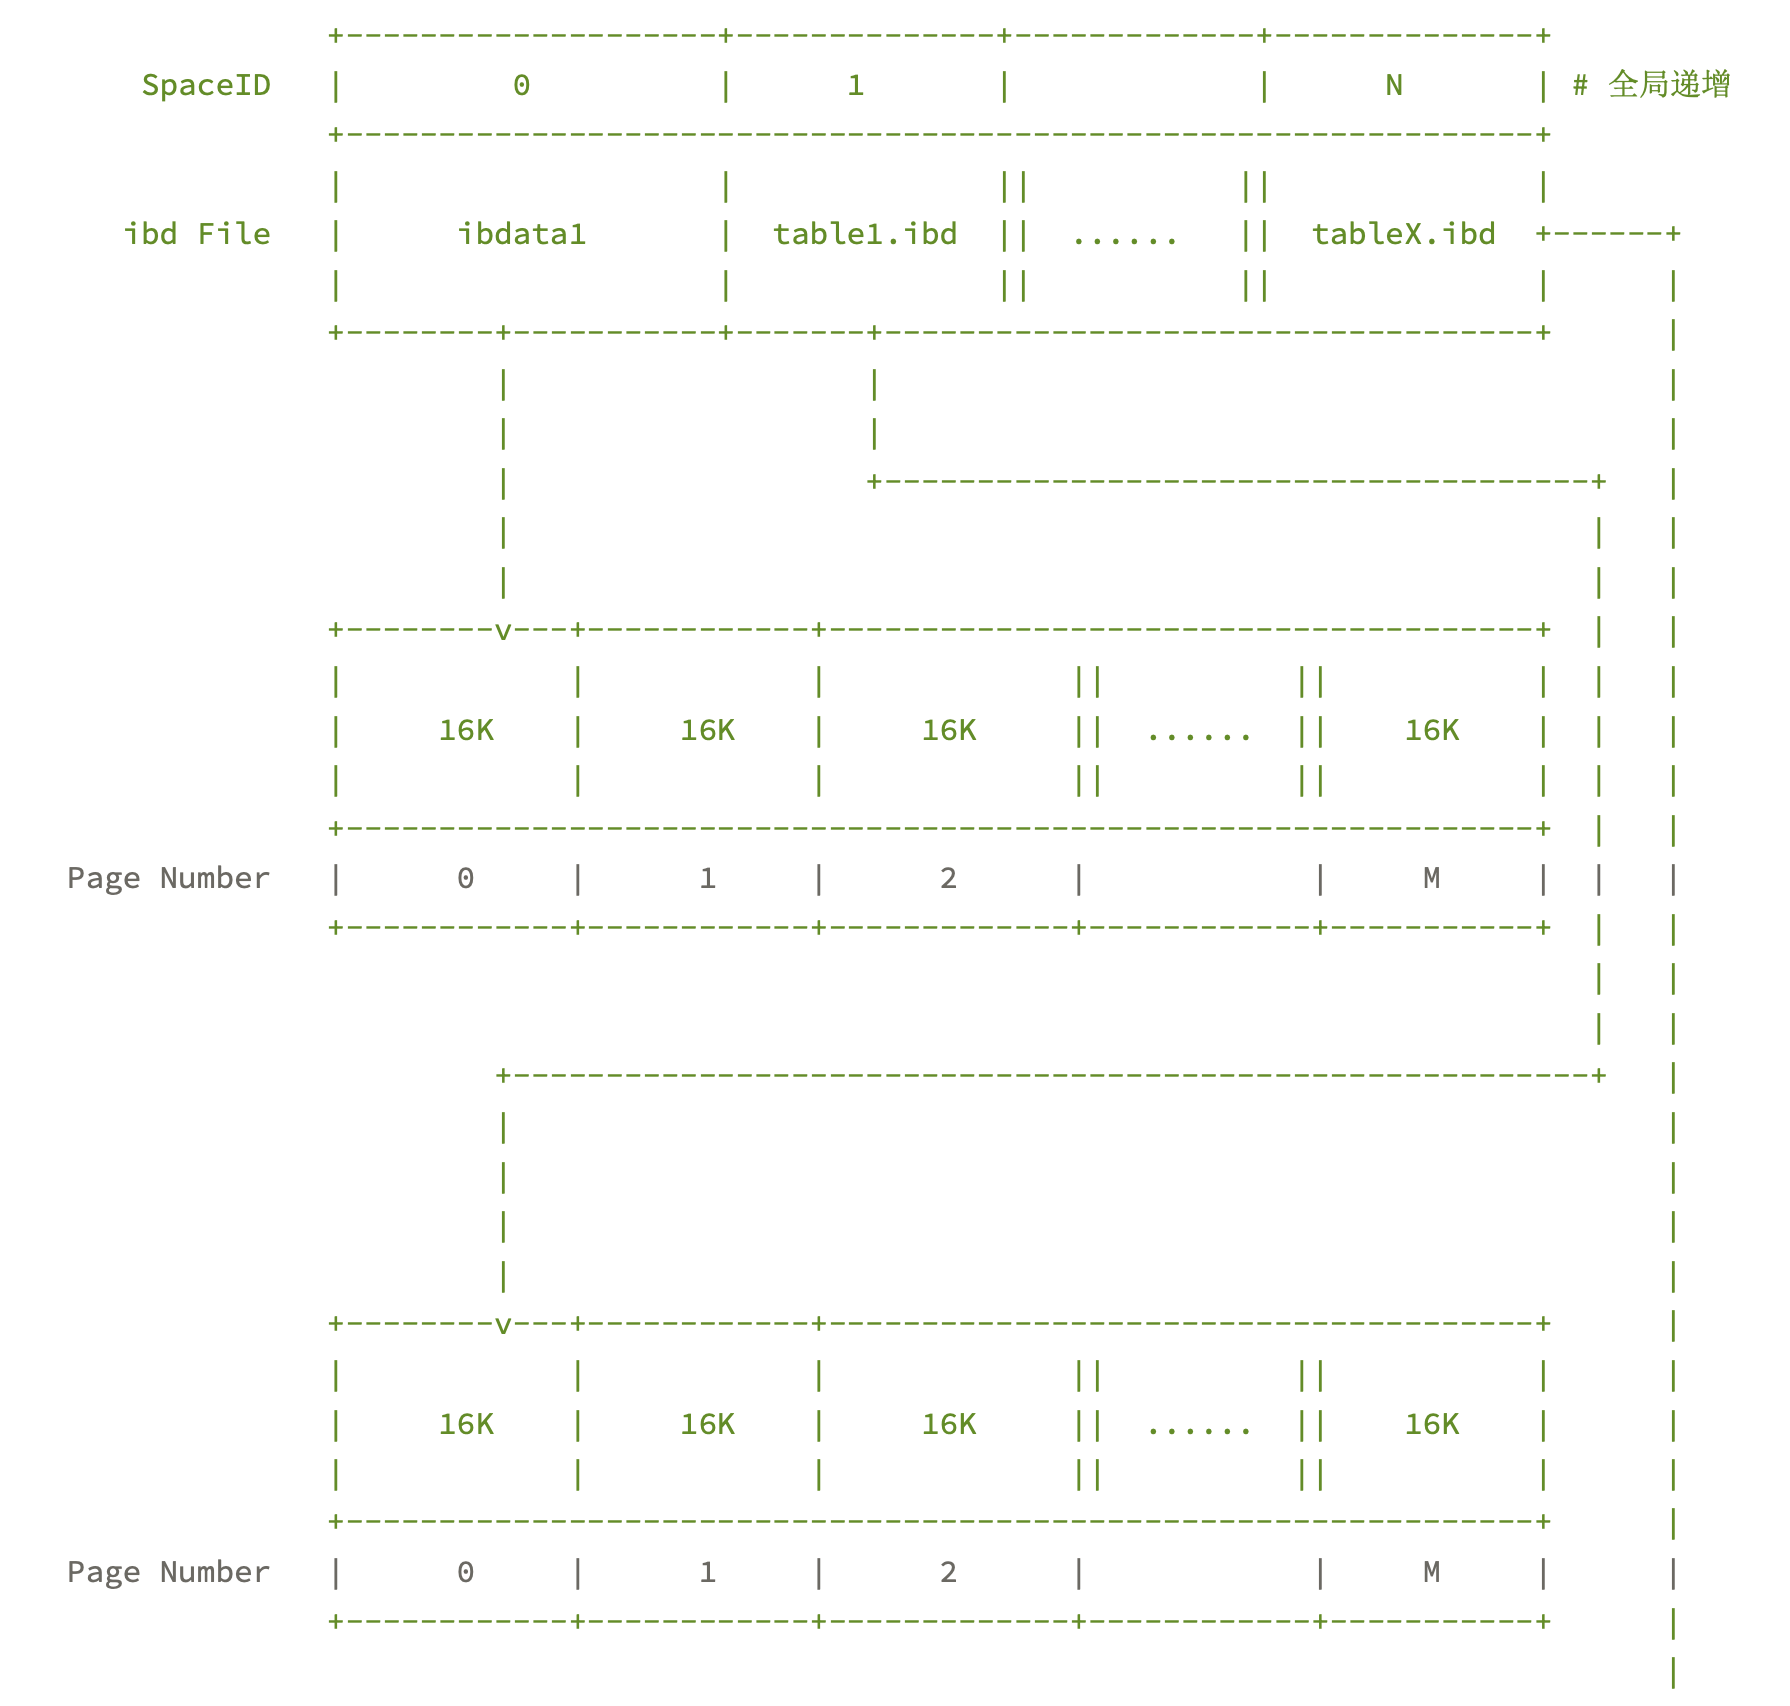 SpaceID | 0 | 1 | | N | # 全局递增
ibd File | ibdata1 | table1.ibd || ...... || tableX.ibd
16K | 16K | 16K || ...... || 16K
Page Number | 0 | 1 | 2 | | M |
16K | 16K | 16K || ...... || 16K
Page Number | 0 | 1 | 2 | | M |